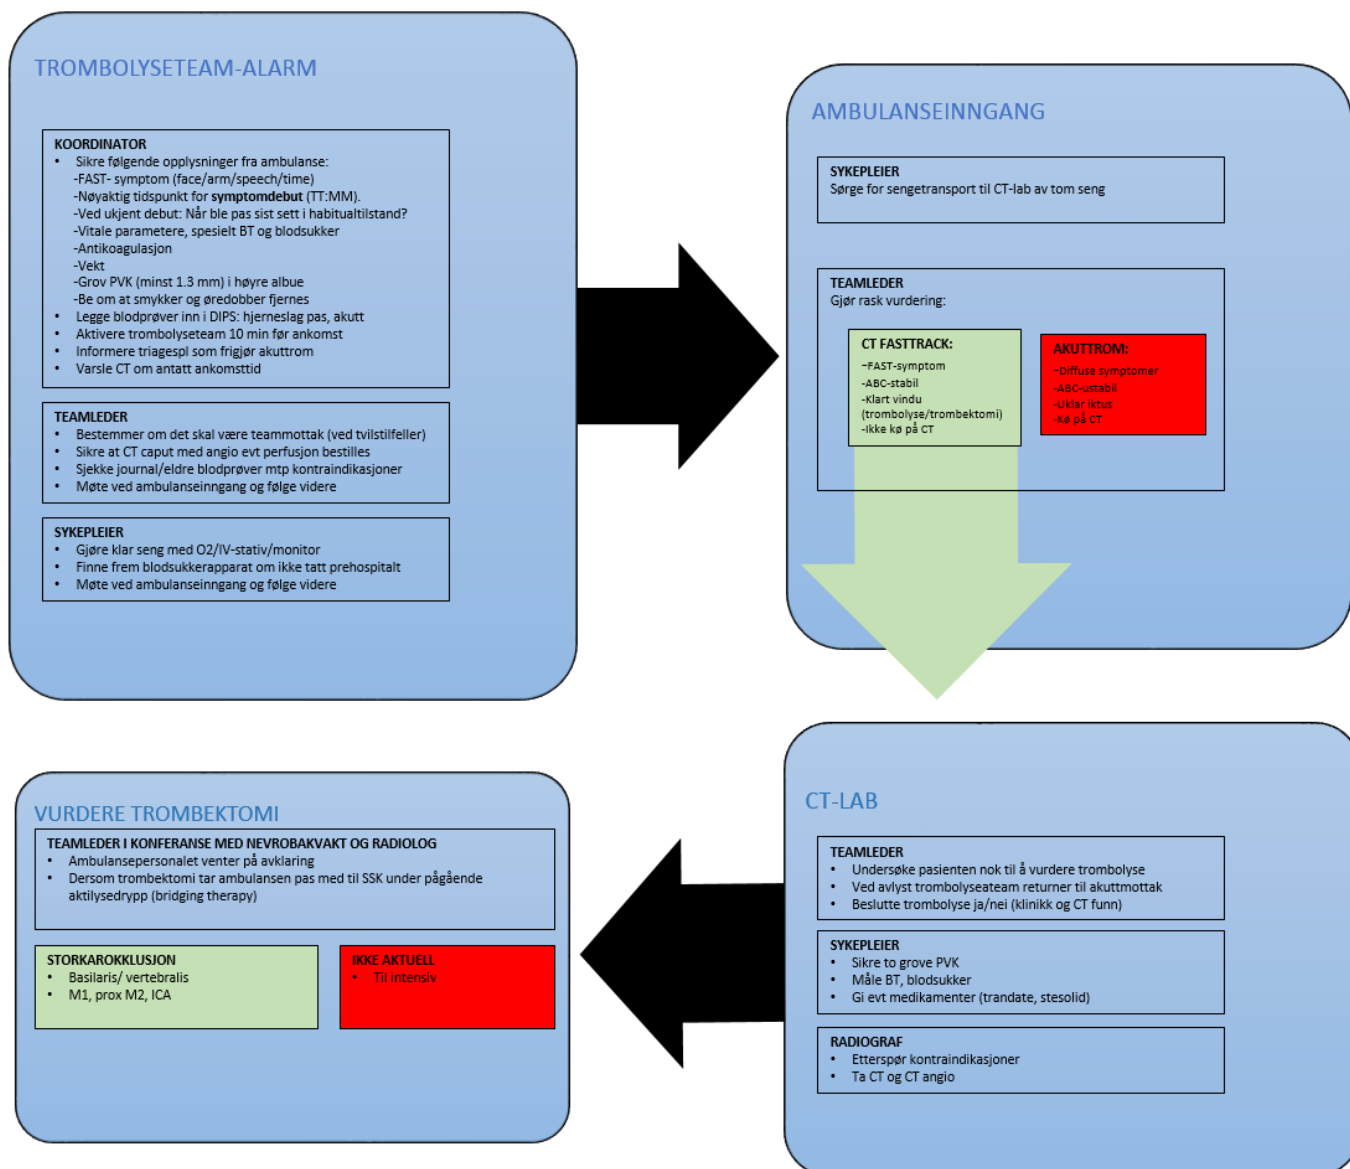 TROMBOLYSETEAM-ALARM
KOORDINATOR
• Sikre følgende opplysninger fra ambulanse:
-FAST- symptom (face/arm/speech/time)
-Nøyaktig tidspunkt for symptomdebut (TT:MM).
-Ved ukjent debut: Når ble pas sist sett i habitualtilstand?
-Vitale parametere, spesielt BT og blodsukker
-Antikoagulasjon
-Vekt
-Grov PVK (minst 1.3 mm) i høyre albue
-Be om at smykker og øredobber fjernes
• Legge blodprøver inn i DIPS: hjerneslag pas, akutt
• Aktivere trombolyseteam 10 min før ankomst
• Informere triagespl som frigjør akuttrom
• Varsle CT om antatt ankomsttid
TEAMLEDER
• Bestemmer om det skal være teammottak (ved tvilstilfeller)
• Sikre at CT caput med angio evt perfusjon bestilles
• Sjekke journal/eldre blodprøver mtp kontraindikasjoner
• Møte ved ambulanseinngang og følge videre
SYKEPLEIER
• Gjøre klar seng med O2/IV-stativ/monitor
• Finne frem blodsukkerapparat om ikke tatt prehospitalt
• Møte ved ambulanseinngang og følge videre
AMBULANSEINNGANG
SYKEPLEIER
Sørge for sengetransport til CT-lab av tom seng
TEAMLEDER
Gjør rask vurdering:
CT FASTTRACK:
-FAST-symptom
-ABC-stabil
-Klart vindu
(trombolyse/trombektomi)
-Ikke kø på CT
AKUTTROM:
-Diffuse symptomer
-ABC-ustabil
-Uklar iktus
-Kø på CT
CT-LAB
TEAMLEDER
• Undersøke pasienten nok til å vurdere trombolyse
• Ved avlyst trombolyseateam returner til akuttmottak
• Beslutte trombolyse ja/nei (klinikk og CT funn)
SYKEPLEIER
• Sikre to grove PVK
• Måle BT, blodsukker
• Gi evt medikamenter (trandate, stesolid)
RADIOGRAF
• Etterspør kontraindikasjoner
• Ta CT og CT angio
VURDERE TROMBEKTOMI
TEAMLEDER I KONFERANSE MED NEVROBAKVAKT OG RADIOLOG
• Ambulansepersonalet venter på avklaring
• Dersom trombektomi tar ambulansen pas med til SSK under pågående
aktilysedrypp (bridging therapy)
STORKAROKKLUSJON
• Basilaris/ vertebralis
• M1, prox M2, ICA
IKKE AKTUELL
• Til intensiv